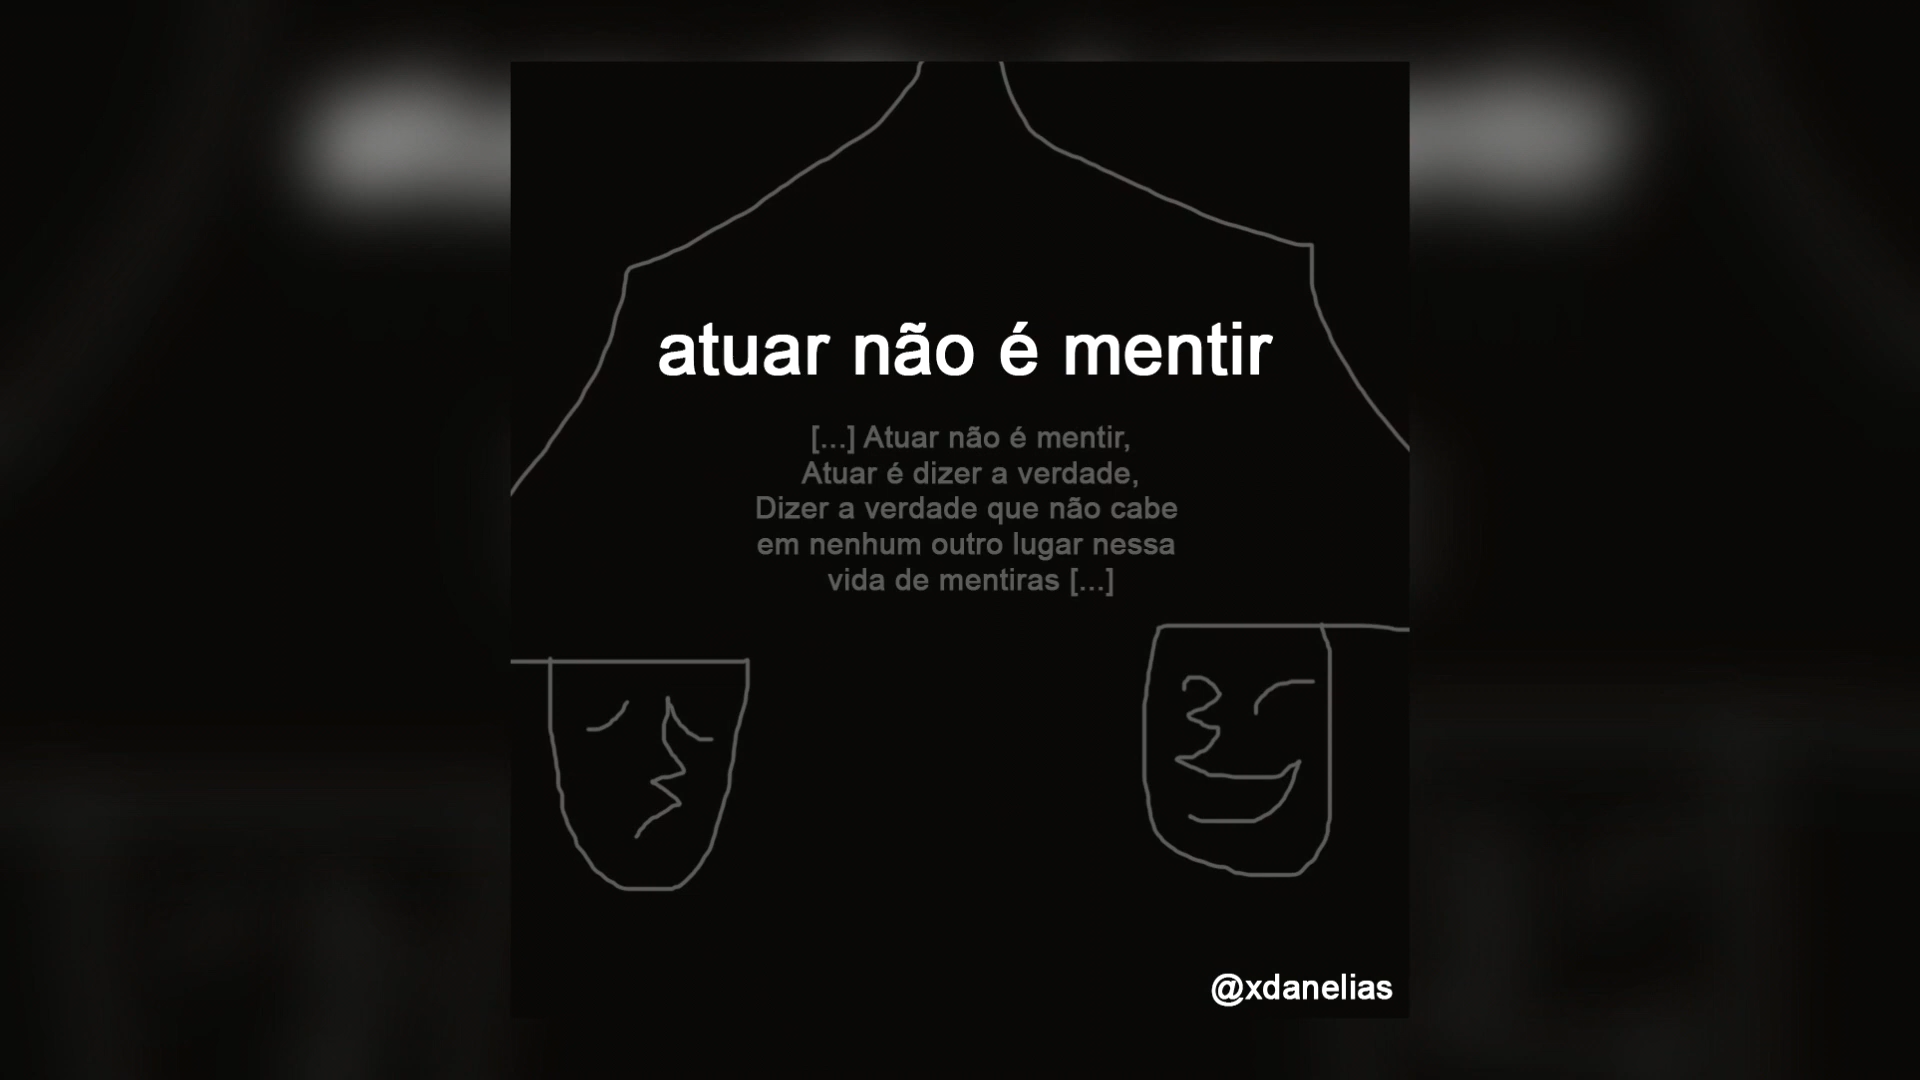 atuar não é mentir
[...] Atuar não é mentir,
Atuar é dizer a verdade,
Dizer a verdade que não cabe
em nenhum outro lugar nessa
vida de mentiras [...]
@xdanelias